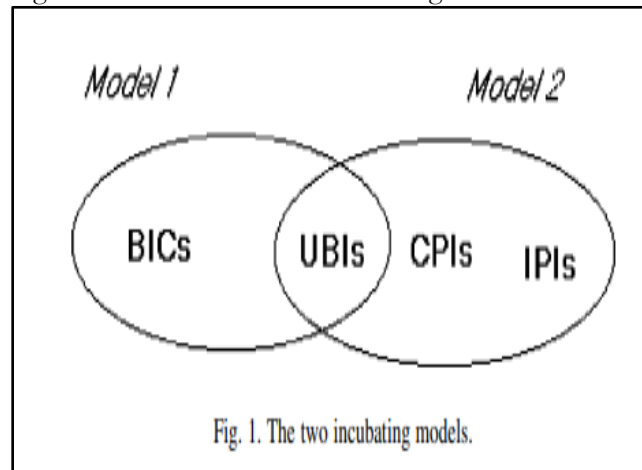 Model 1 Model 2
BICs UBIs CPIs IPIs
Fig. 1. The two incubating models.